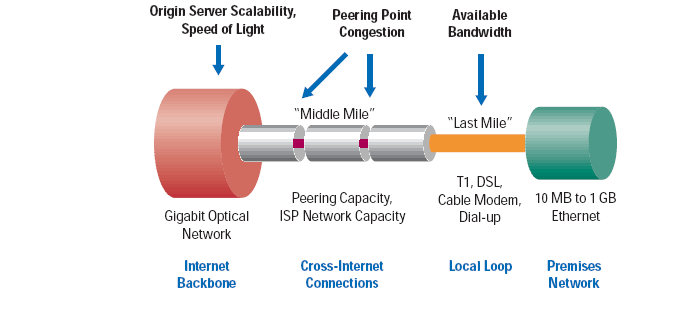 Origin Server Scalability,
Speed of Light
Peering Point
Congestion
Available
Bandwidth
“Middle Mile”
“Last Mile”
Gigabit Optical
Network
Peering Capacity,
ISP Network Capacity
T1, DSL,
Cable Modem,
Dial-up
10 MB to 1 GB
Ethernet
Internet
Backbone
Cross-Internet
Connections
Local Loop
Premises
Network